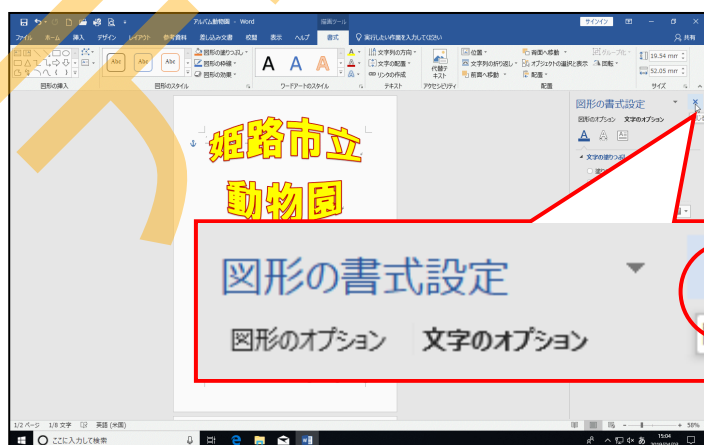 アルバム動物園 - Word
描画ツール
サインイン
ファイル ホーム 挿入 デザイン レイアウト 参考資料 差し込み文書 校閲 表示 ヘルプ 書式 実行したい作業を入力してください
共有
図形の塗りつぶし
図形の枠線
図形の効果
Abc Abc Abc
A A A
文字列の方向
文字の配置
リンクの作成
代替テキスト
位置
文字列の折り返し
前面へ移動
背面へ移動
オブジェクトの選択と表示
配置
グループ化
回転
19.54 mm
52.05 mm
図形の挿入 図形のスタイル ワードアートのスタイル テキスト アクセシビリティ 配置 サイズ
図形の書式設定
図形のオプション 文字のオプション
文字の塗りつぶし
姫路市立
動物園
図形の書式設定
図形のオプション 文字のオプション
1/2 ページ 1/8 文字 英語 (米国)
50%
ここに入力して検索
あ
15:04